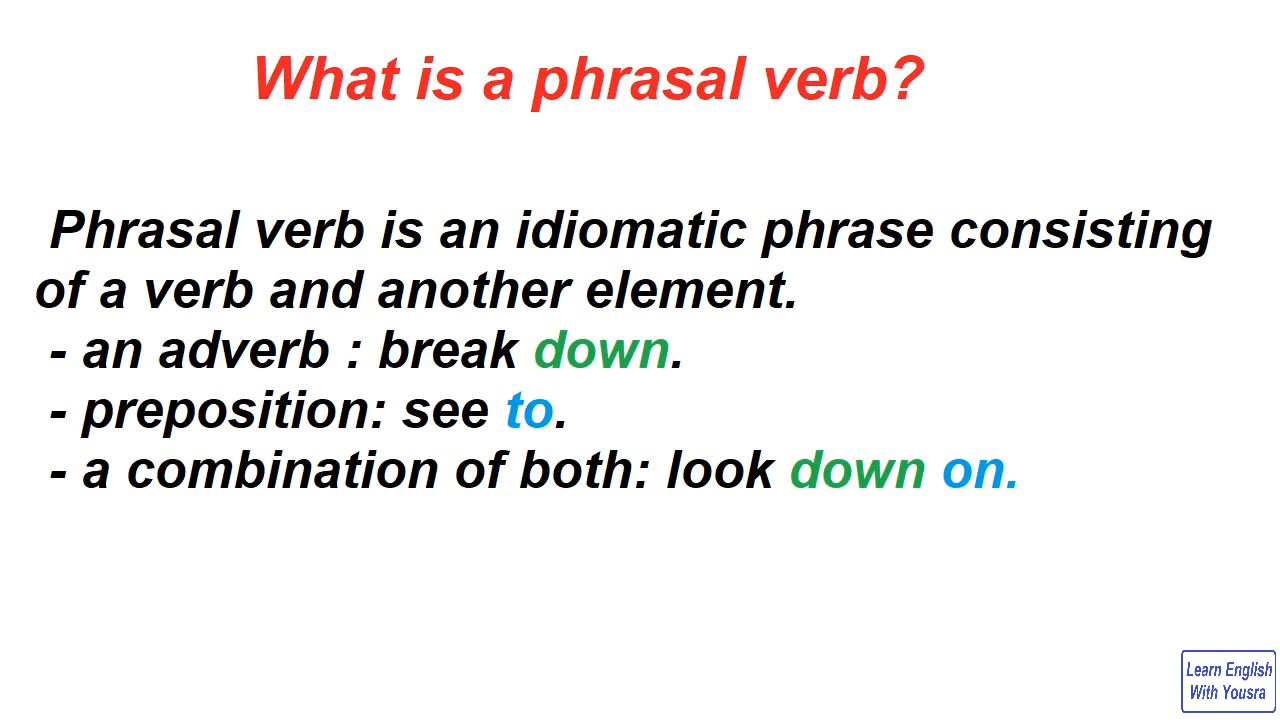 What is a phrasal verb?
Phrasal verb is an idiomatic phrase consisting
of a verb and another element.
- an adverb : break down.
- preposition: see to.
- a combination of both: look down on.
Learn English
With Yousra